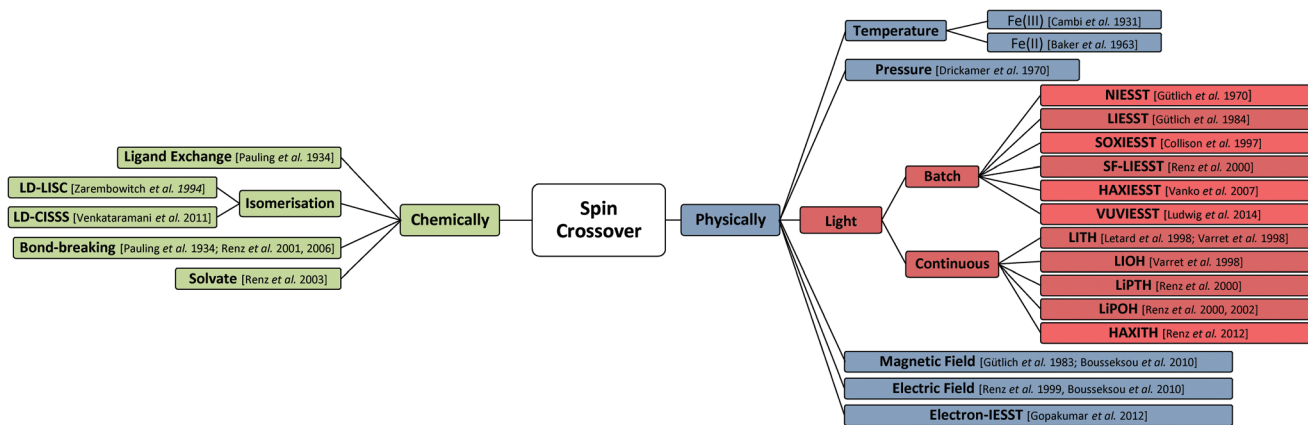 Spin
Crossover
Chemically
Ligand Exchange [Pauling et al. 1934]
Isomerisation
LD-LISC [Zarembowitch et al. 1994]
LD-CISSS [Venkataramani et al. 2011]
Bond-breaking [Pauling et al. 1934; Renz et al. 2001, 2006]
Solvate [Renz et al. 2003]
Physically
Temperature
Fe(III) [Cambi et al. 1931]
Fe(II) [Baker et al. 1963]
Pressure [Drickamer et al. 1970]
Light
Batch
NIESST [Gütlich et al. 1970]
LIESST [Gütlich et al. 1984]
SOXIESST [Collison et al. 1997]
SF-LIESST [Renz et al. 2000]
HAXIESST [Vanko et al. 2007]
VUVIESST [Ludwig et al. 2014]
Continuous
LITH [Letard et al. 1998; Varret et al. 1998]
LIOH [Varret et al. 1998]
LiPTH [Renz et al. 2000]
LiPOH [Renz et al. 2000, 2002]
HAXITH [Renz et al. 2012]
Magnetic Field [Gütlich et al. 1983; Bousseksou et al. 2010]
Electric Field [Renz et al. 1999, Bousseksou et al. 2010]
Electron-IESST [Gopakumar et al. 2012]